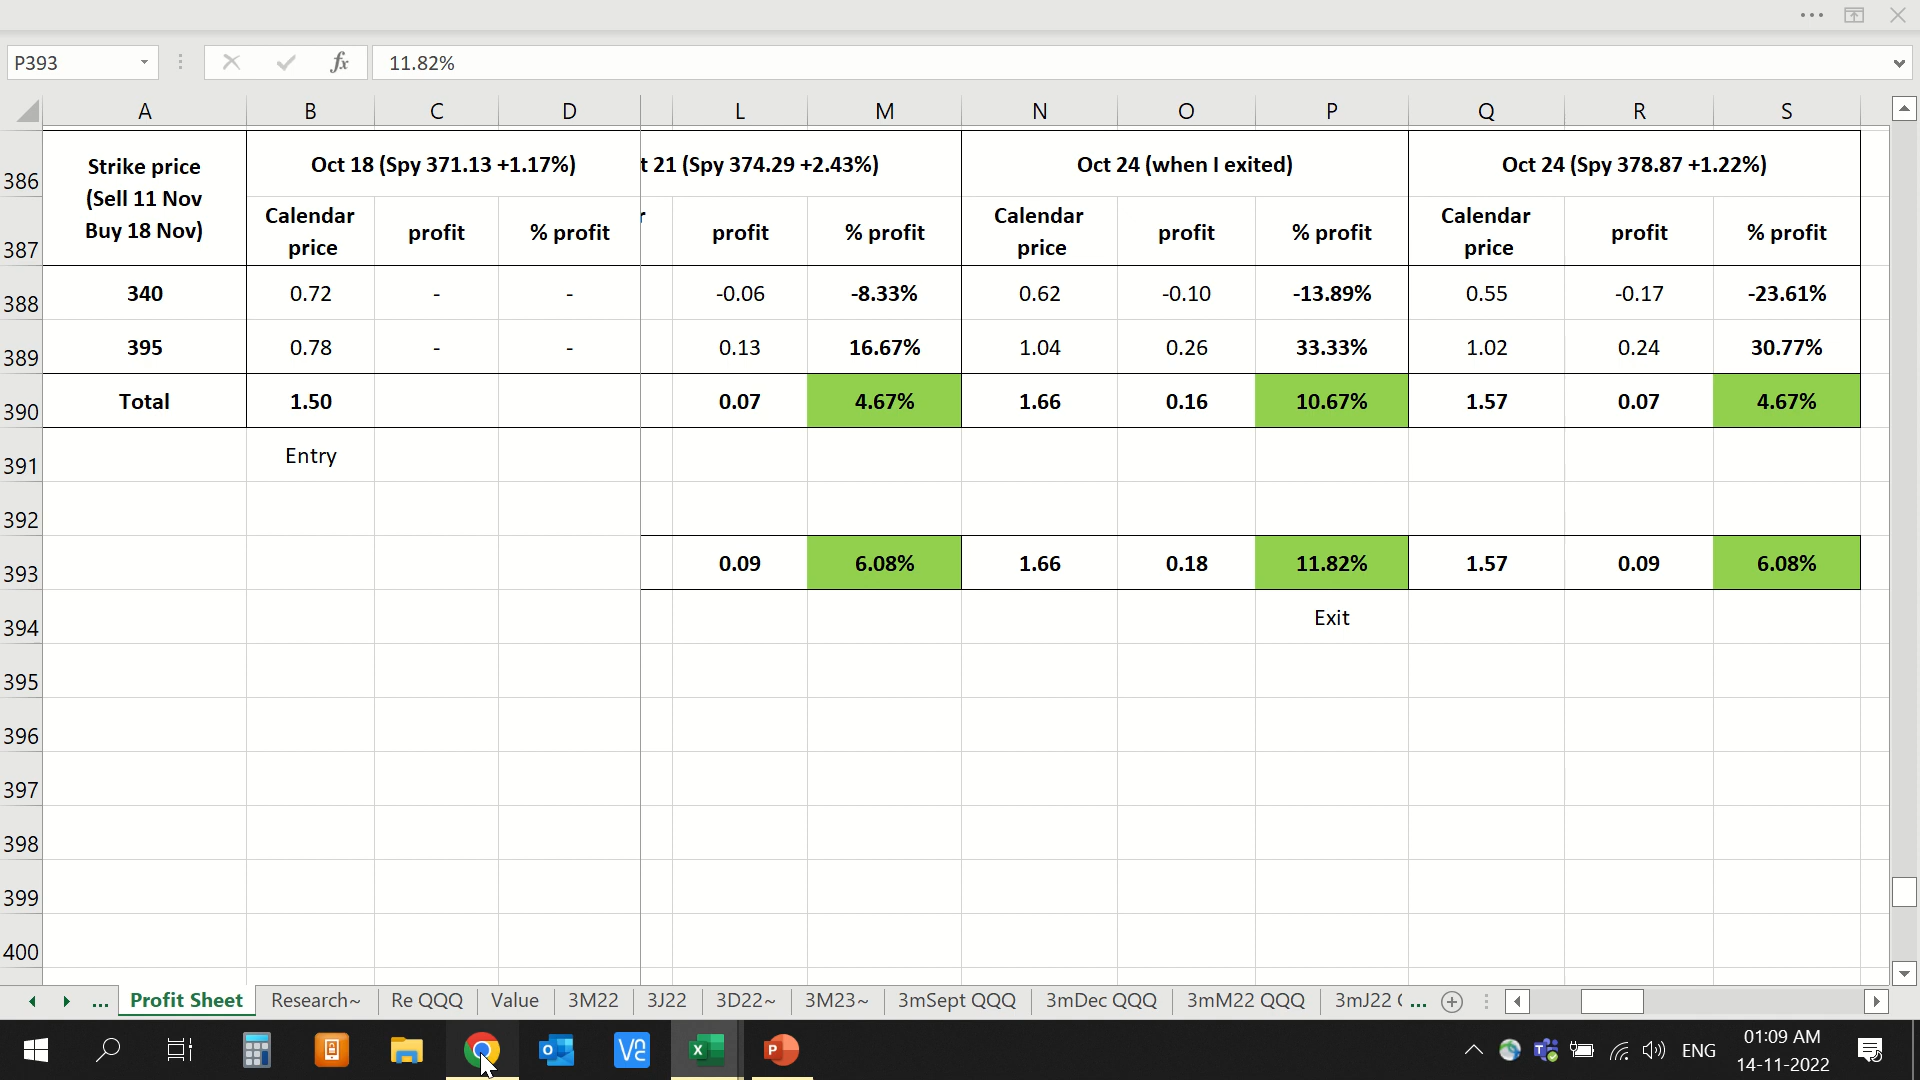 P393
fx
11.82%
A B C D L M N O P Q R S
386
Strike price
(Sell 11 Nov
Buy 18 Nov)
Oct 18 (Spy 371.13 +1.17%)
t 21 (Spy 374.29 +2.43%)
Oct 24 (when I exited)
Oct 24 (Spy 378.87 +1.22%)
387
Calendar
price
profit
% profit
r
profit
% profit
Calendar
price
profit
% profit
Calendar
price
profit
% profit
388 340 0.72 - - -0.06 -8.33% 0.62 -0.10 -13.89% 0.55 -0.17 -23.61%
389 395 0.78 - - 0.13 16.67% 1.04 0.26 33.33% 1.02 0.24 30.77%
390 Total 1.50 0.07 4.67% 1.66 0.16 10.67% 1.57 0.07 4.67%
391 Entry
392
393 0.09 6.08% 1.66 0.18 11.82% 1.57 0.09 6.08%
394 Exit
395
396
397
398
399
400
... Profit Sheet Research~ Re QQQ Value 3M22 3J22 3D22~ 3M23~ 3mSept QQQ 3mDec QQQ 3mM22 QQQ 3mJ22 ( ...
ENG
01:09 AM
14-11-2022